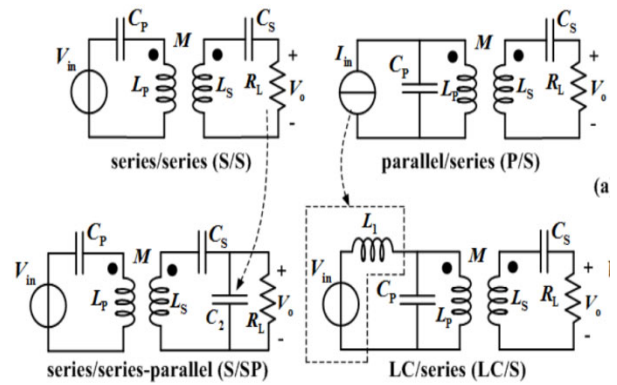 C_P M C_S
V_in L_P L_S R_L + V_o -
series/series (S/S)
I_in C_P L_P M L_S C_S R_L + V_o -
parallel/series (P/S)
(a
C_P M C_S
V_in L_P L_S C_2 R_L + V_o -
series/series-parallel (S/SP)
L_1 M C_S
V_in C_P L_P L_S R_L + V_o -
LC/series (LC/S)